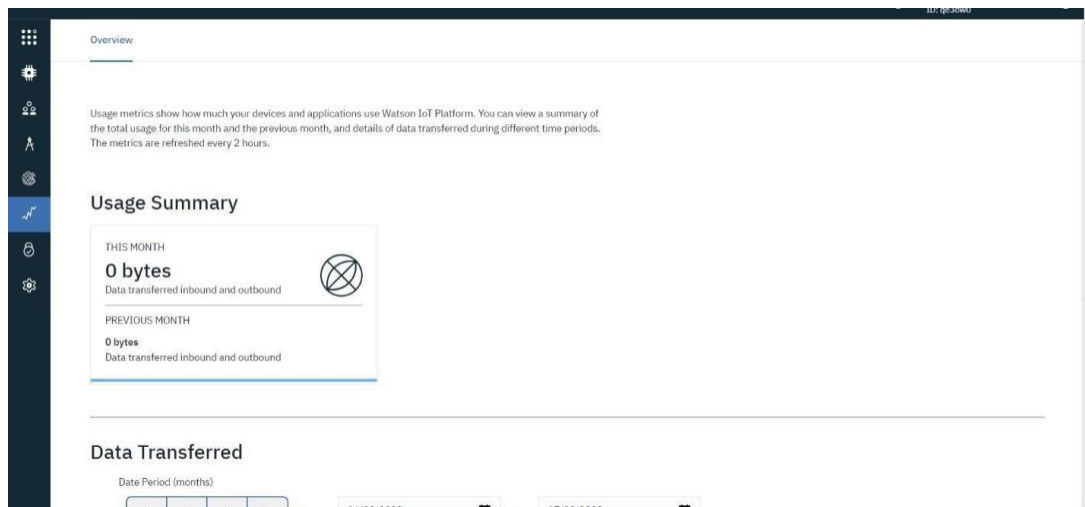 Overview
Usage metrics show how much your devices and applications use Watson IoT Platform. You can view a summary of
the total usage for this month and the previous month, and details of data transferred during different time periods.
The metrics are refreshed every 2 hours.
Usage Summary
THIS MONTH
0 bytes
Data transferred inbound and outbound
PREVIOUS MONTH
0 bytes
Data transferred inbound and outbound
Data Transferred
Date Period (months)